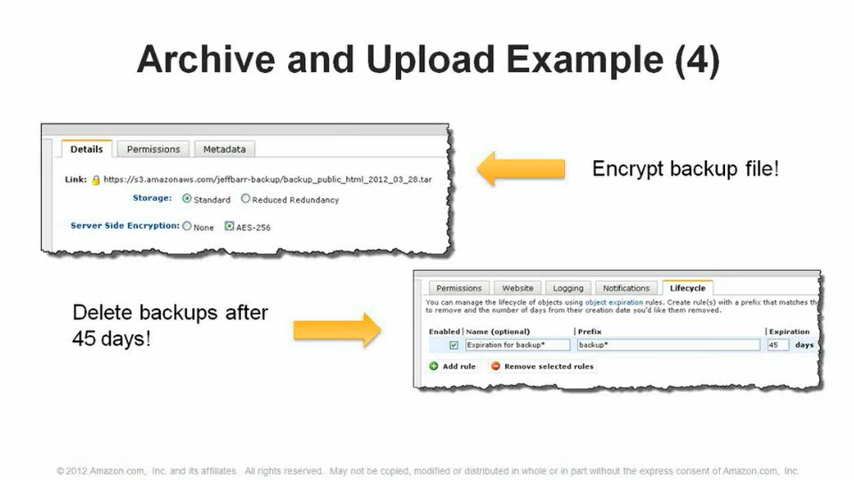 Archive and Upload Example (4)
Details Permissions Metadata
Link: https://s3.amazonaws.com/jeffbarr-backup/backup_public_html_2012_03_28.tar
Storage: Standard Reduced Redundancy
Server Side Encryption: None AES-256
Encrypt backup file!
Delete backups after
45 days!
Permissions Website Logging Notifications Lifecycle
You can manage the lifecycle of objects using object expiration rules. Create rule(s) with a prefix that matches th
to remove and the number of days from their creation date you'd like them removed.
Enabled Name (optional) Prefix Expiration
Expiration for backup* backup* 45 days
Add rule Remove selected rules
© 2012 Amazon.com, Inc. and its affiliates. All rights reserved. May not be copied, modified or distributed in whole or in part without the express consent of Amazon.com, Inc.